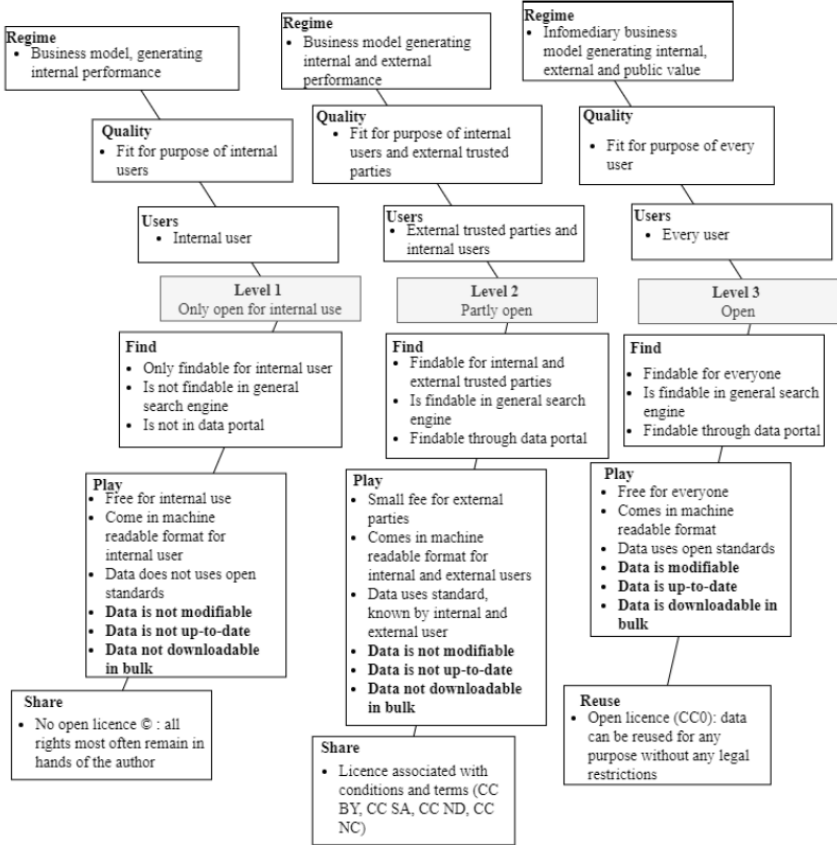 Regime
• Business model, generating
internal performance
Quality
• Fit for purpose of internal
users
Users
• Internal user
Level 1
Only open for internal use
Find
• Only findable for internal user
• Is not findable in general
search engine
• Is not in data portal
Play
• Free for internal use
• Come in machine
readable format for
internal user
• Data does not uses open
standards
• Data is not modifiable
• Data is not up-to-date
• Data not downloadable
in bulk
Share
• No open licence © : all
rights most often remain in
hands of the author
Regime
• Business model generating
internal and external
performance
Quality
• Fit for purpose of internal
users and external trusted
parties
Users
• External trusted parties and
internal users
Level 2
Partly open
Find
• Findable for internal and
external trusted parties
• Is findable in general search
engine
• Findable through data portal
Play
• Small fee for external
parties
• Comes in machine
readable format for
internal and external users
• Data uses standard,
known by internal and
external user
• Data is not modifiable
• Data is not up-to-date
• Data not downloadable
in bulk
Share
• Licence associated with
conditions and terms (CC
BY, CC SA, CC ND, CC
NC)
Regime
• Infomediary business
model generating internal,
external and public value
Quality
• Fit for purpose of every
user
Users
• Every user
Level 3
Open
Find
• Findable for everyone
• Is findable in general search
engine
• Findable through data portal
Play
• Free for everyone
• Comes in machine
readable format
• Data uses open standards
• Data is modifiable
• Data is up-to-date
• Data is downloadable in
bulk
Reuse
• Open licence (CC0): data
can be reused for any
purpose without any legal
restrictions